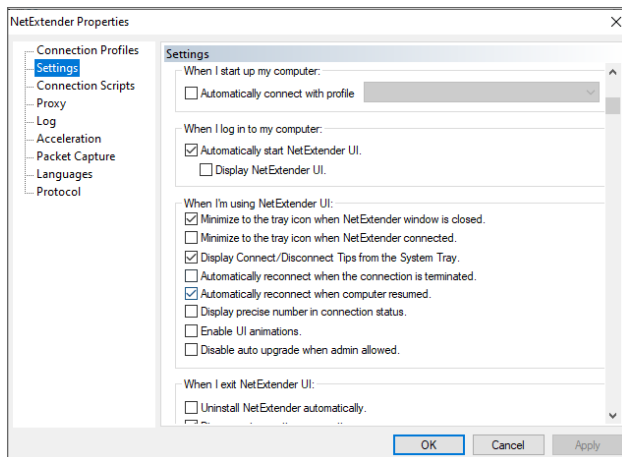 NetExtender Properties
Connection Profiles
Settings
Connection Scripts
Proxy
Log
Acceleration
Packet Capture
Languages
Protocol
Settings
When I start up my computer:
Automatically connect with profile
When I log in to my computer:
Automatically start NetExtender UI.
Display NetExtender UI.
When I'm using NetExtender UI:
Minimize to the tray icon when NetExtender window is closed.
Minimize to the tray icon when NetExtender connected.
Display Connect/Disconnect Tips from the System Tray.
Automatically reconnect when the connection is terminated.
Automatically reconnect when computer resumed.
Display precise number in connection status.
Enable UI animations.
Disable auto upgrade when admin allowed.
When I exit NetExtender UI:
Uninstall NetExtender automatically.
OK Cancel Apply